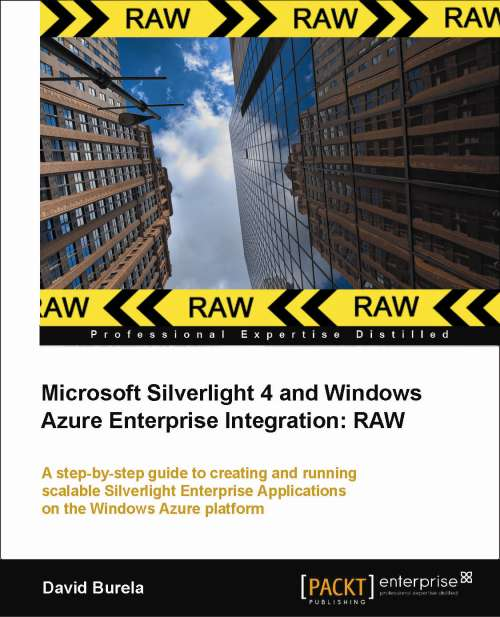 RAW RAW RAW
RAW RAW RAW
Professional Expertise Distilled
Microsoft Silverlight 4 and Windows
Azure Enterprise Integration: RAW
A step-by-step guide to creating and running
scalable Silverlight Enterprise Applications
on the Windows Azure platform
David Burela
[PACKT] enterprise
PUBLISHING
professional expertise distilled